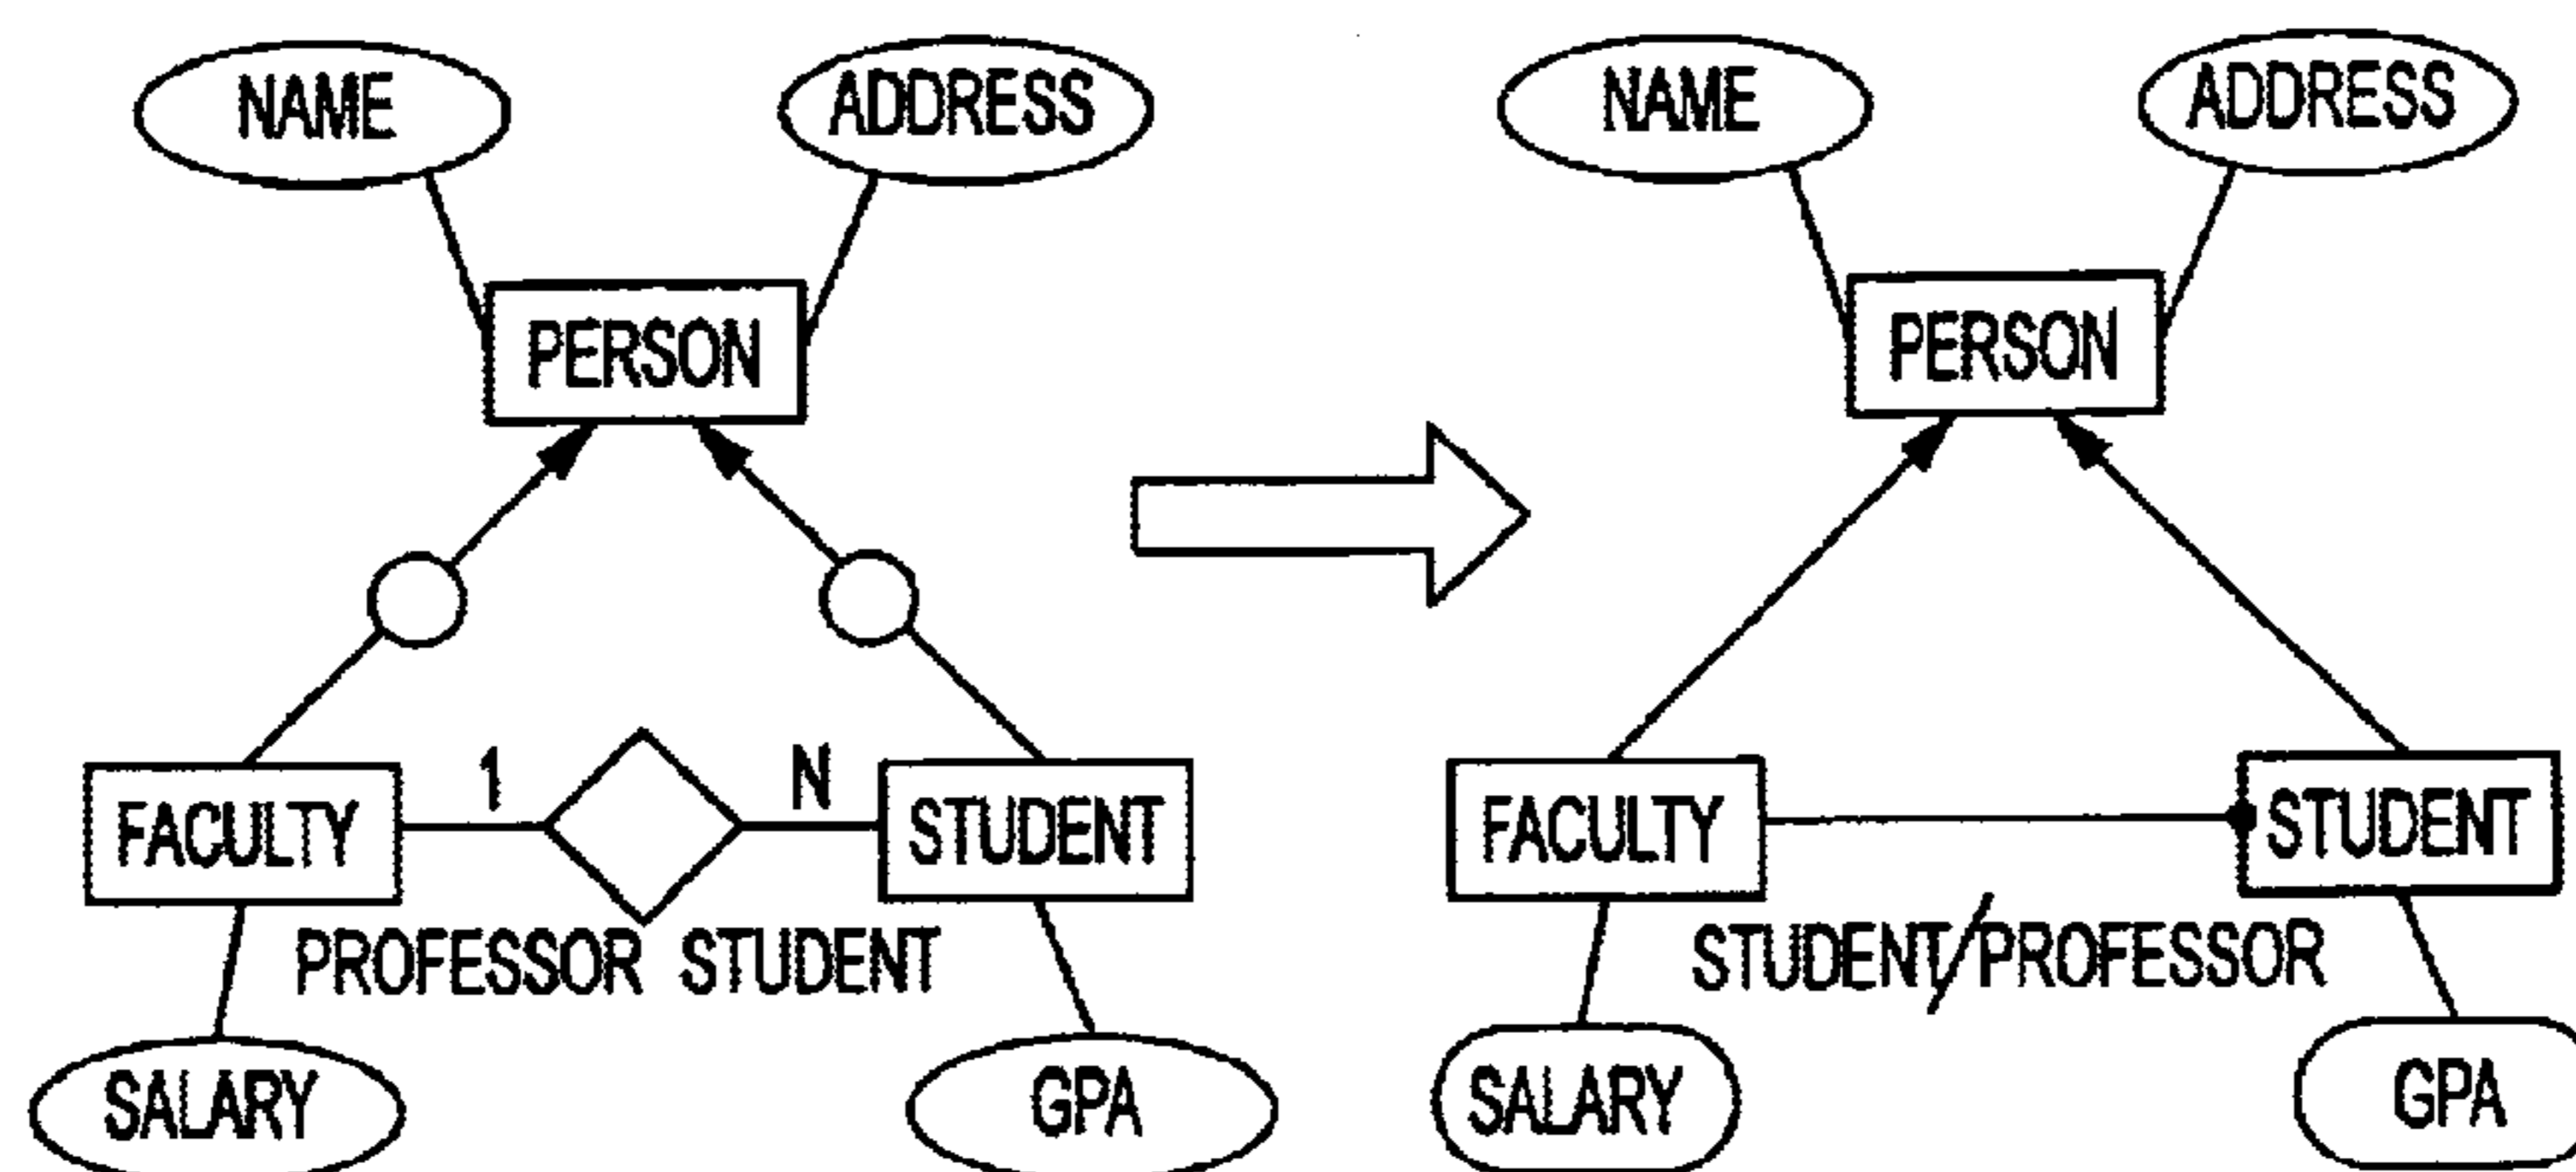 NAME ADDRESS NAME ADDRESS
PERSON PERSON
FACULTY 1 N STUDENT FACULTY STUDENT
PROFESSOR STUDENT STUDENT/PROFESSOR
SALARY GPA SALARY GPA